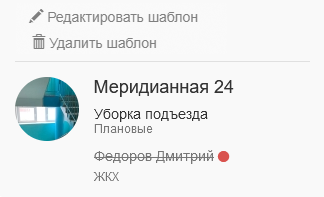 Редактировать шаблон
Удалить шаблон
Меридианная 24
Уборка подъезда
Плановые
Федоров Дмитрий
ЖКХ